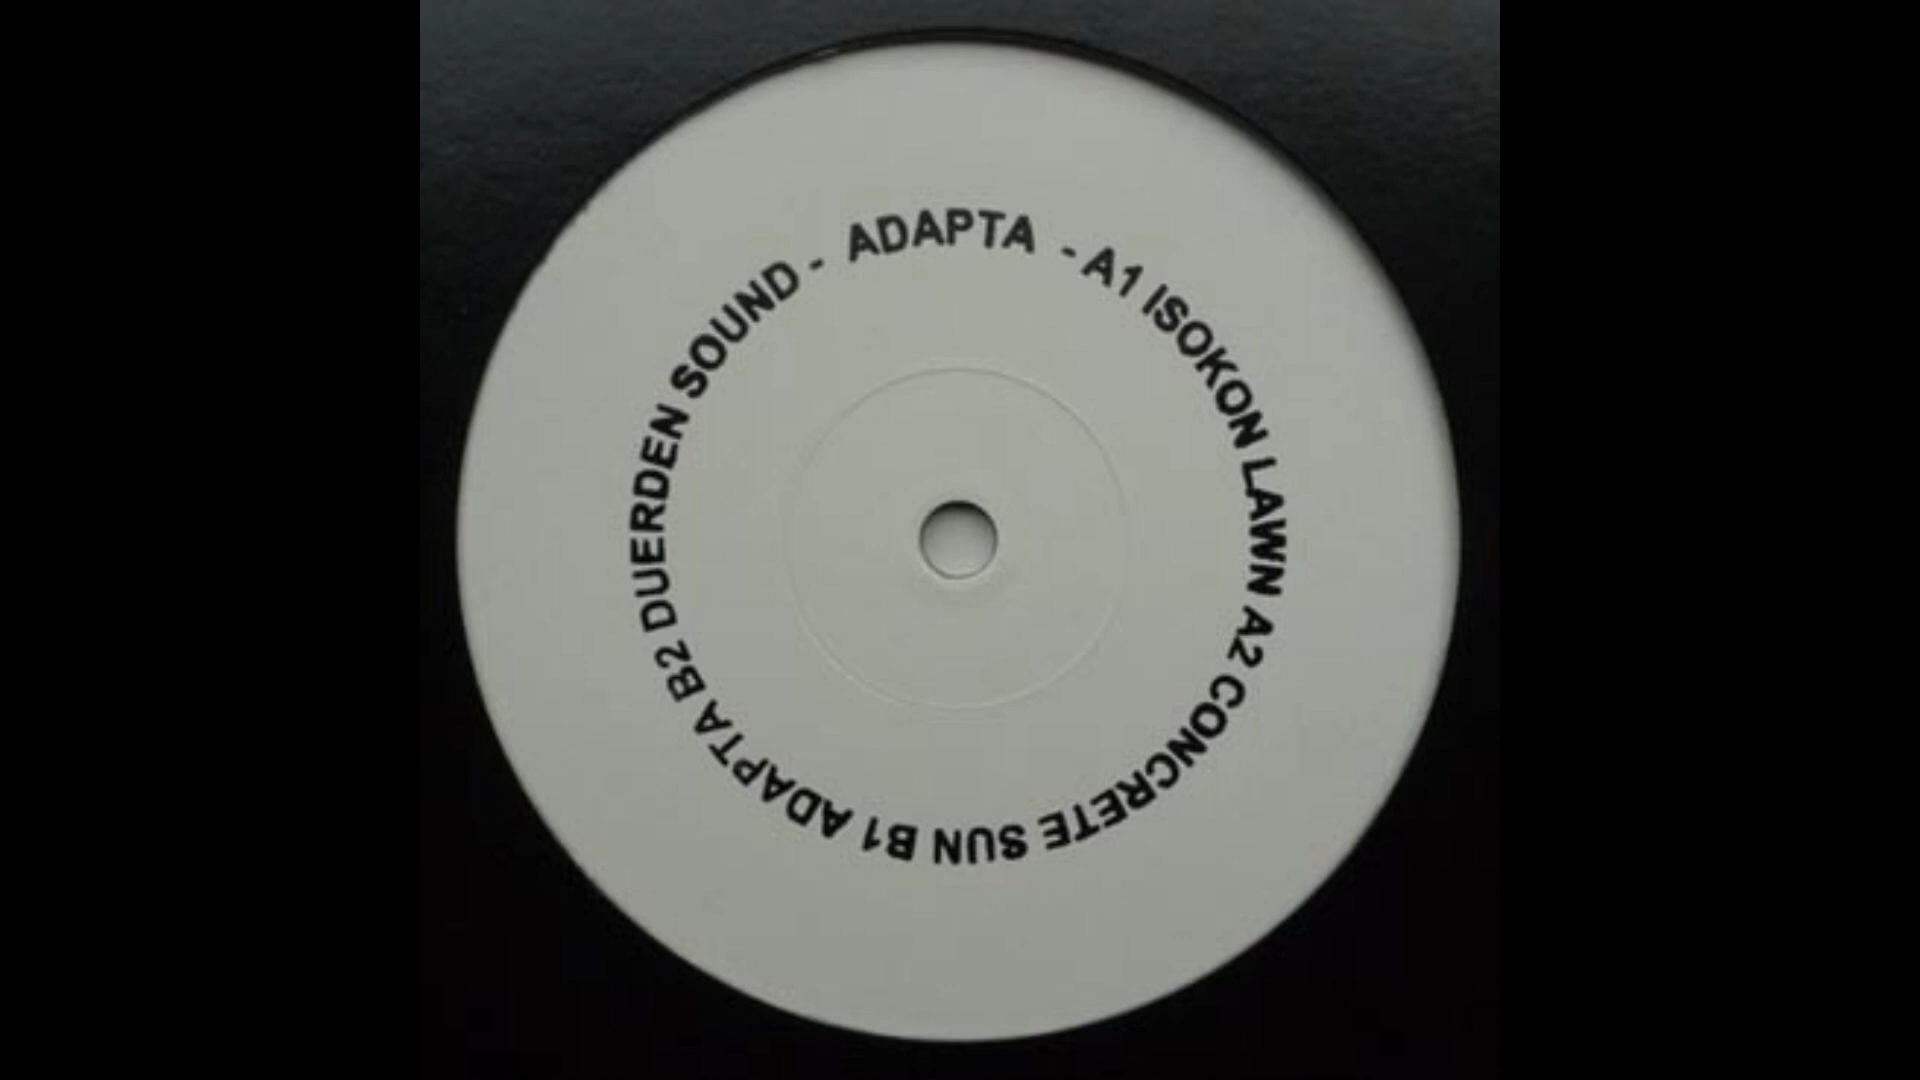 ADAPTA - A1 ISOKON LAWN A2 CONCRETE SUN B1 ADAPTA B2 DUERDEN SOUND -